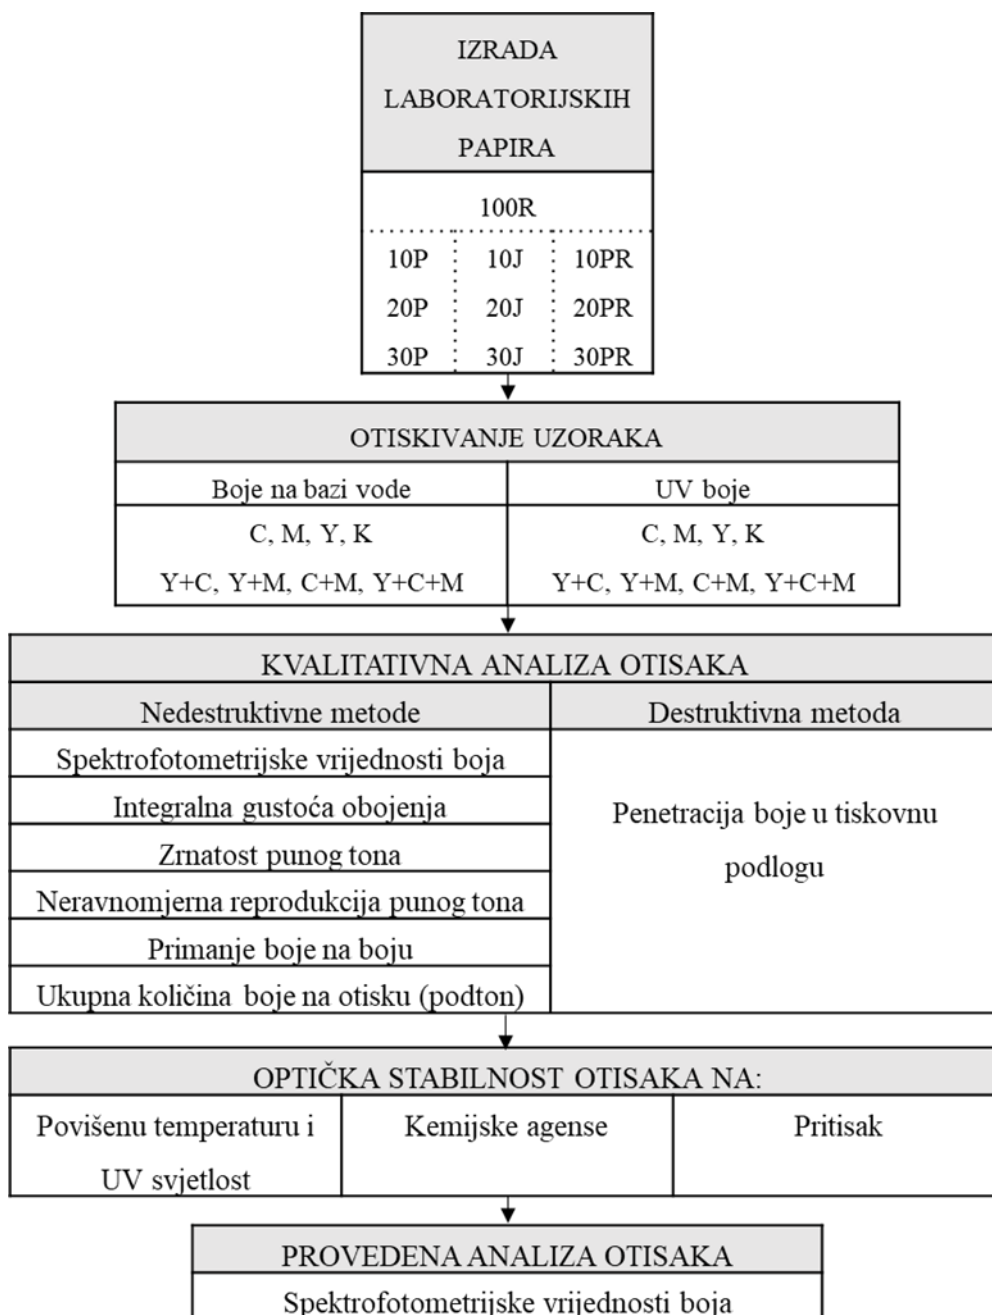 IZRADA
LABORATORIJSKIH
PAPIRA
100R
10P 10J 10PR
20P 20J 20PR
30P 30J 30PR
OTISKIVANJE UZORAKA
Boje na bazi vode UV boje
C, M, Y, K C, M, Y, K
Y+C, Y+M, C+M, Y+C+M Y+C, Y+M, C+M, Y+C+M
KVALITATIVNA ANALIZA OTISAKA
Nedestruktivne metode Destruktivna metoda
Spektrofotometrijske vrijednosti boja
Integralna gustoća obojenja
Zrnatost punog tona
Neravnomjerna reprodukcija punog tona
Primanje boje na boju
Ukupna količina boje na otisku (podton)
Penetracija boje u tiskovnu
podlogu
OPTIČKA STABILNOST OTISAKA NA:
Povišenu temperaturu i
UV svjetlost
Kemijske agense
Pritisak
PROVEDENA ANALIZA OTISAKA
Spektrofotometrijske vrijednosti boja